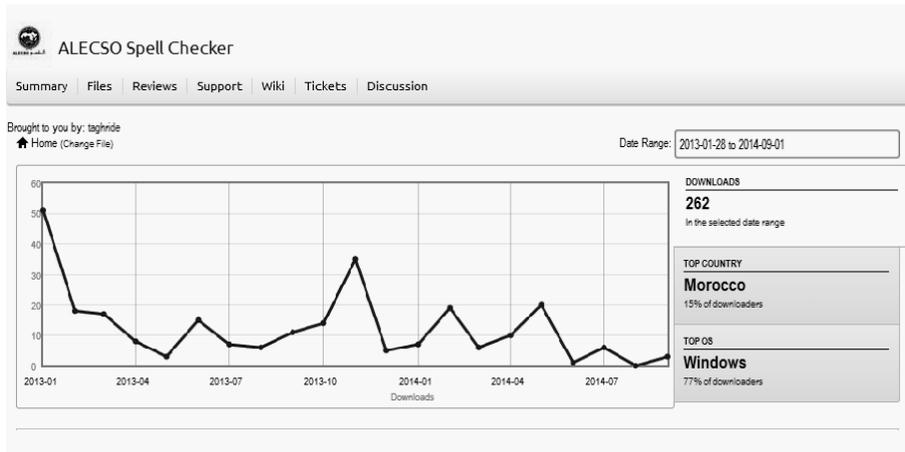 ALECSO Spell Checker
Summary Files Reviews Support Wiki Tickets Discussion
Brought to you by: taghride
Home (Change File)
Date Range: 2013-01-28 to 2014-09-01
60
50
40
30
20
10
0
2013-01 2013-04 2013-07 2013-10 2014-01 2014-04 2014-07
Downloads
DOWNLOADS
262
In the selected date range
TOP COUNTRY
Morocco
15% of downloaders
TOP OS
Windows
77% of downloaders